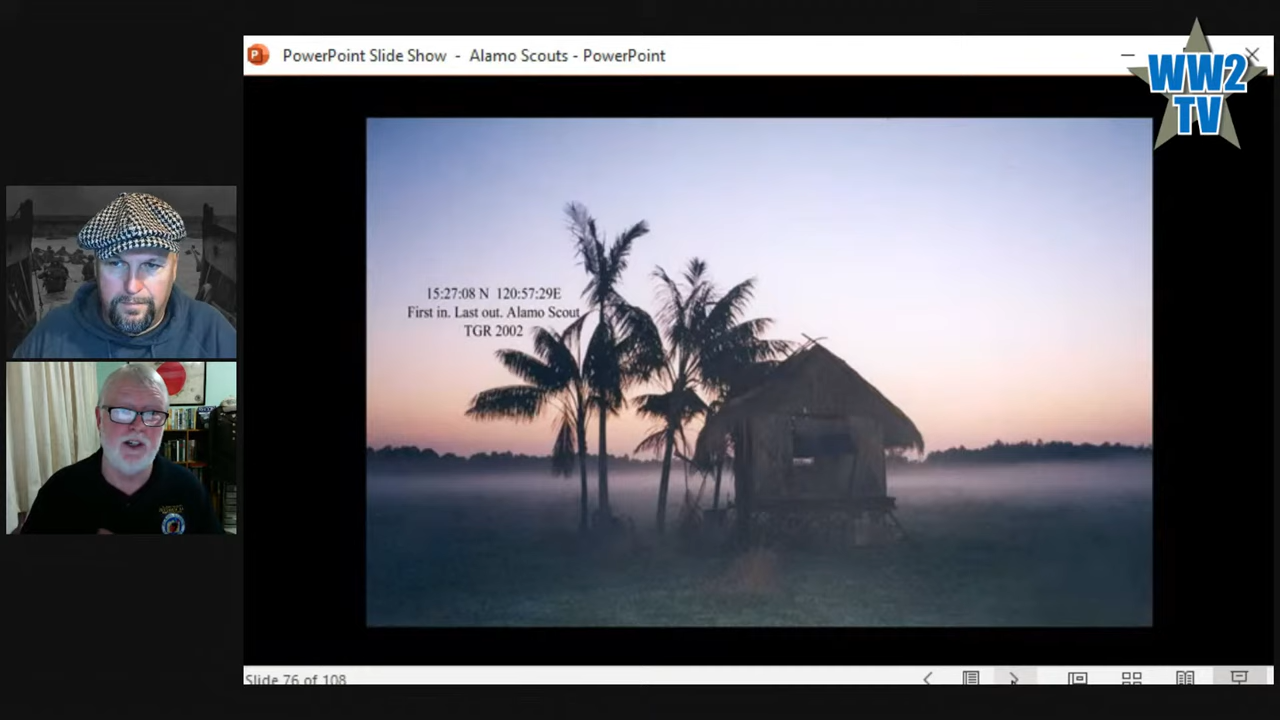 PowerPoint Slide Show - Alamo Scouts - PowerPoint
WW2
TV
15:27:08 N 120:57:29E
First in. Last out. Alamo Scout
TGR 2002
Slide 76 of 108